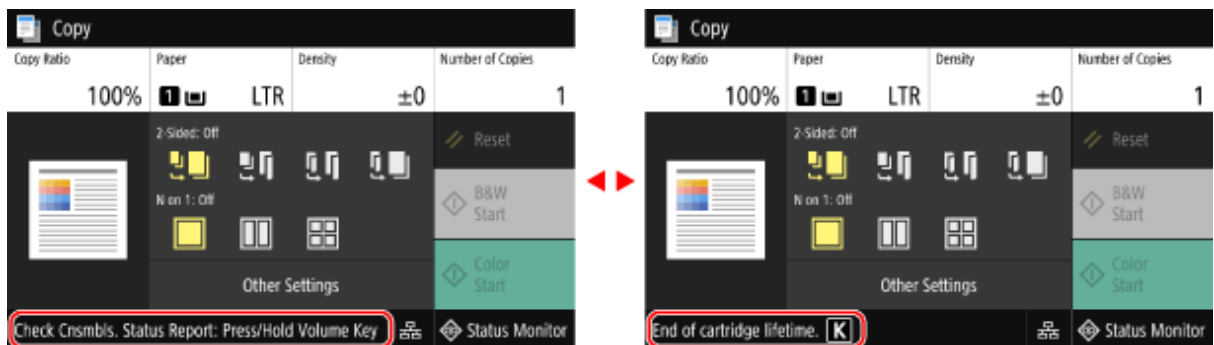 Copy
Copy Ratio Paper Density Number of Copies
100% 1 LTR ±0 1
2-Sided: Off
Reset
N on 1: Off
B&W
Start
Color
Start
Other Settings
Check Cnsmbls. Status Report: Press/Hold Volume Key Status Monitor
Copy
Copy Ratio Paper Density Number of Copies
100% 1 LTR ±0 1
2-Sided: Off
Reset
N on 1: Off
B&W
Start
Color
Start
Other Settings
End of cartridge lifetime. K Status Monitor